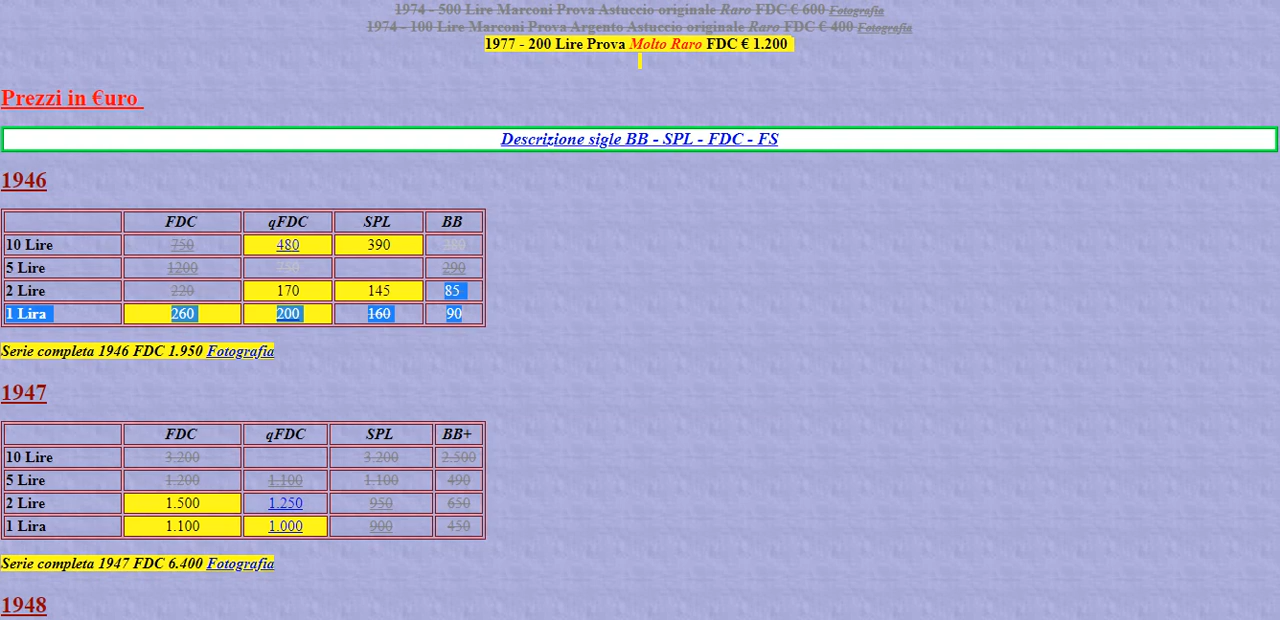 1974 - 500 Lire Marconi Prova Astuccio originale Raro FDC € 600 Fotografia
1974 - 100 Lire Marconi Prova Argento Astuccio originale Raro FDC € 400 Fotografia
1977 - 200 Lire Prova Molto Raro FDC € 1.200
Prezzi in €uro
Descrizione sigle BB - SPL - FDC - FS
1946
FDC qFDC SPL BB
10 Lire 750 480 390
5 Lire 1200 290
2 Lire 220 170 145 85
1 Lira 260 200 160 90
Serie completa 1946 FDC 1.950 Fotografia
1947
FDC qFDC SPL BB+
10 Lire 3.200 3.200 2.500
5 Lire 1.200 1.100 1.100 490
2 Lire 1.500 1.250 950 650
1 Lira 1.100 1.000 900 450
Serie completa 1947 FDC 6.400 Fotografia
1948